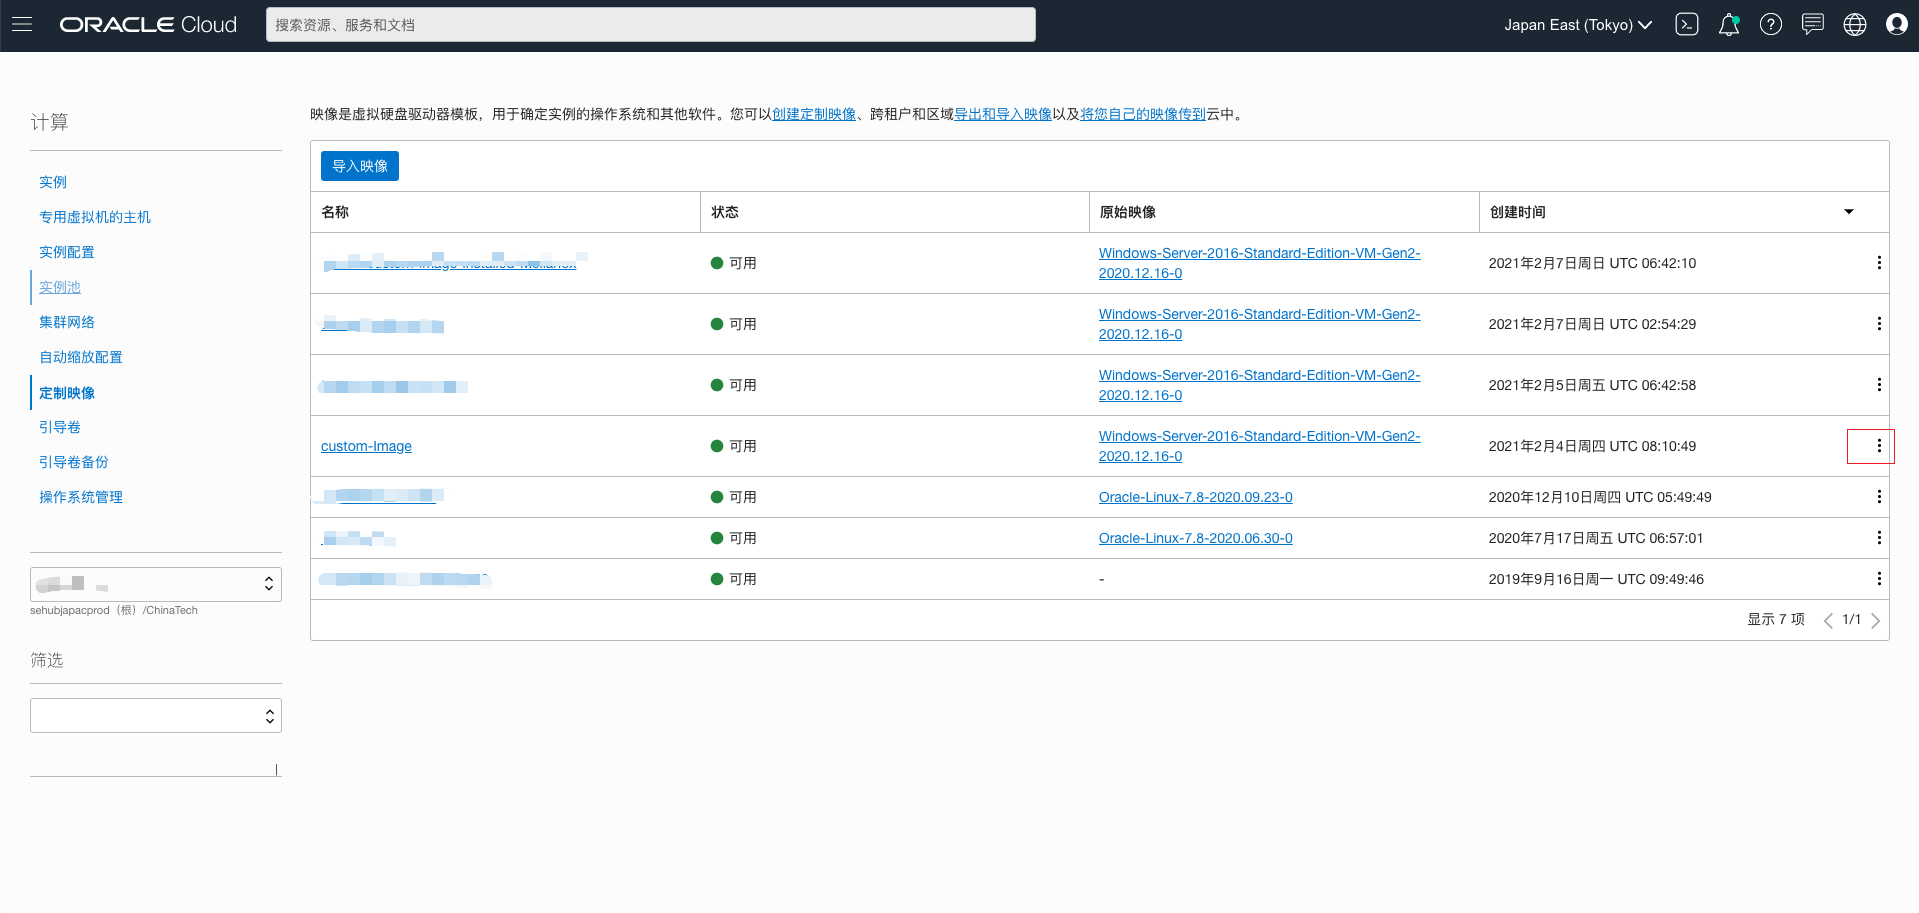 ORACLE Cloud
搜索资源、服务和文档
Japan East (Tokyo)
计算
实例
专用虚拟机的主机
实例配置
实例池
集群网络
自动缩放配置
定制映像
引导卷
引导卷备份
操作系统管理
sehubjapacprod（根）/ChinaTech
筛选
映像是虚拟硬盘驱动器模板，用于确定实例的操作系统和其他软件。您可以创建定制映像、跨租户和区域导出和导入映像以及将您自己的映像传到云中。
导入映像
名称 状态 原始映像 创建时间
可用 Windows-Server-2016-Standard-Edition-VM-Gen2- 2021年2月7日周日 UTC 06:42:10
2020.12.16-0
可用 Windows-Server-2016-Standard-Edition-VM-Gen2- 2021年2月7日周日 UTC 02:54:29
2020.12.16-0
可用 Windows-Server-2016-Standard-Edition-VM-Gen2- 2021年2月5日周五 UTC 06:42:58
2020.12.16-0
custom-Image 可用 Windows-Server-2016-Standard-Edition-VM-Gen2- 2021年2月4日周四 UTC 08:10:49
2020.12.16-0
可用 Oracle-Linux-7.8-2020.09.23-0 2020年12月10日周四 UTC 05:49:49
可用 Oracle-Linux-7.8-2020.06.30-0 2020年7月17日周五 UTC 06:57:01
可用 - 2019年9月16日周一 UTC 09:49:46
显示 7 项 1/1